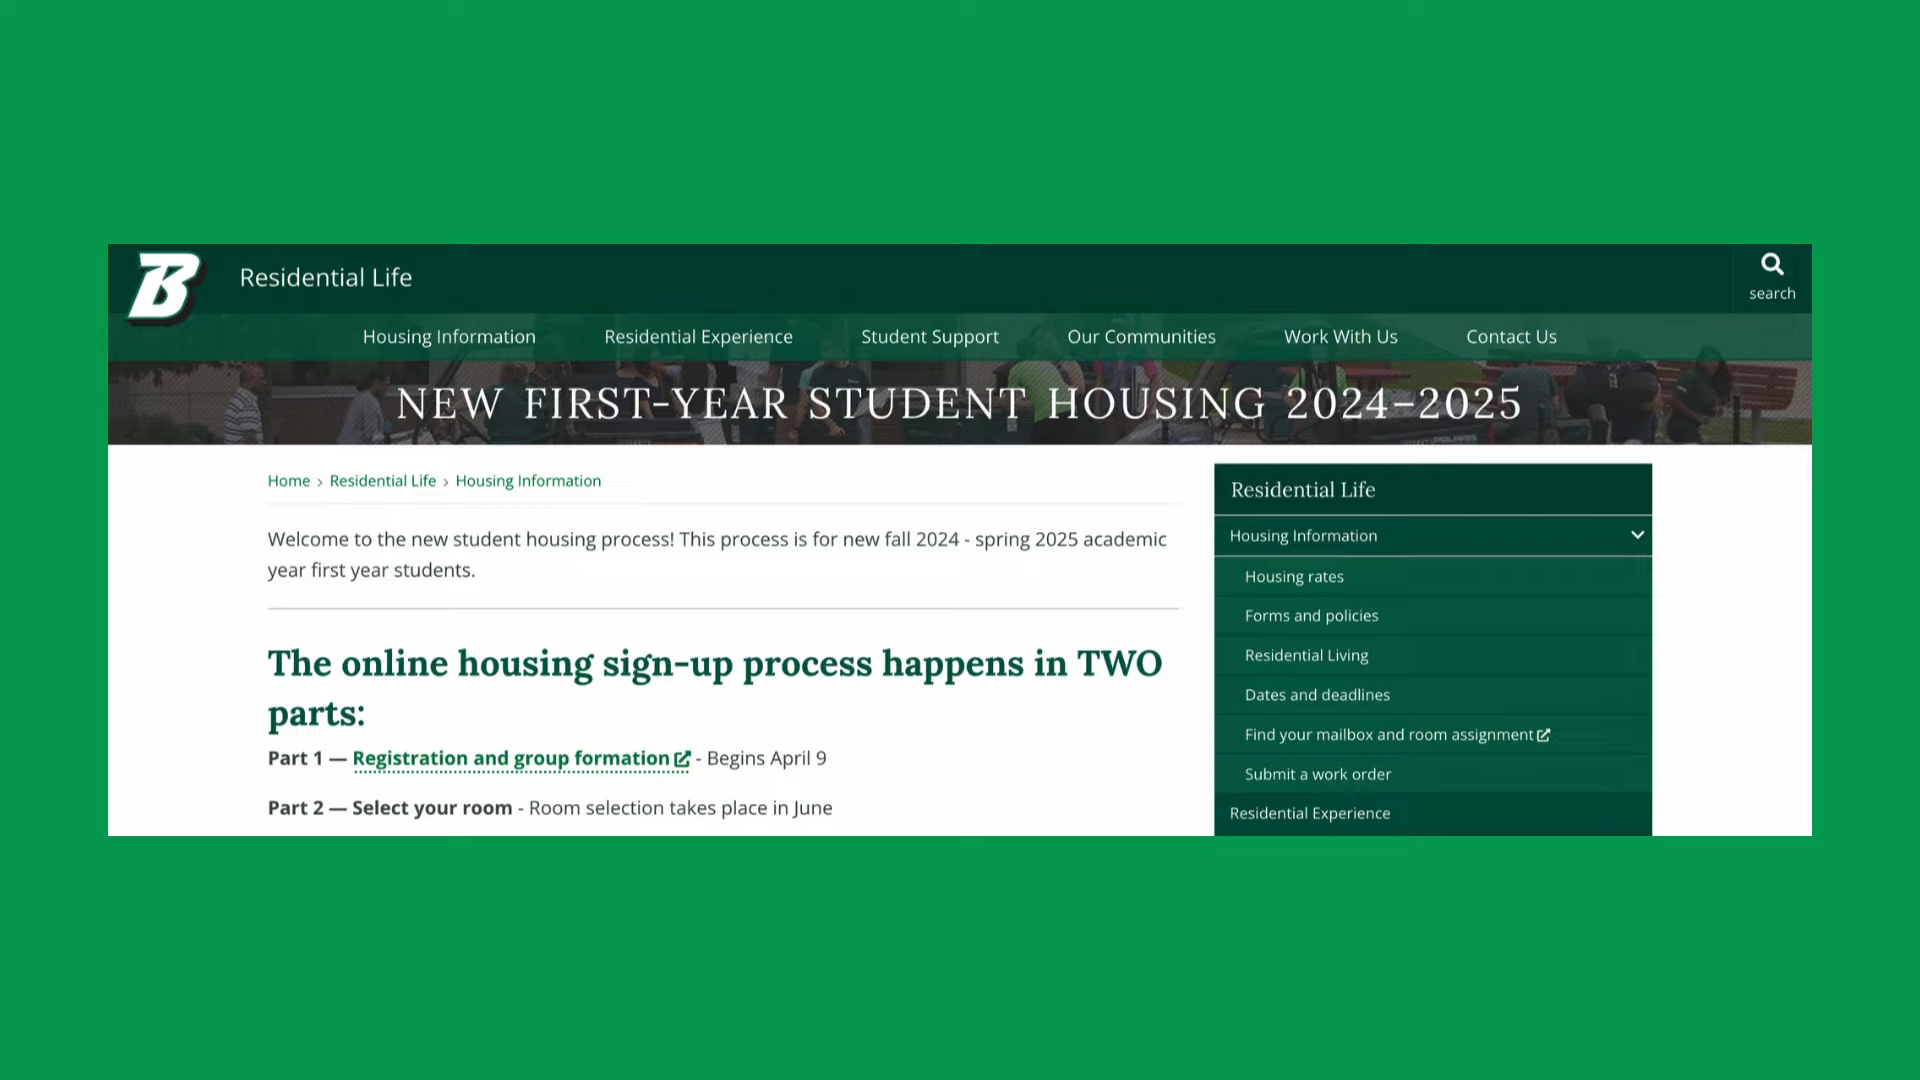 B
Residential Life
search
Housing Information
Residential Experience
Student Support
Our Communities
Work With Us
Contact Us
NEW FIRST-YEAR STUDENT HOUSING 2024–2025
Home > Residential Life > Housing Information
Welcome to the new student housing process! This process is for new fall 2024 - spring 2025 academic
year first year students.
The online housing sign-up process happens in TWO
parts:
Part 1 — Registration and group formation - Begins April 9
Part 2 — Select your room - Room selection takes place in June
Residential Life
Housing Information
Housing rates
Forms and policies
Residential Living
Dates and deadlines
Find your mailbox and room assignment
Submit a work order
Residential Experience